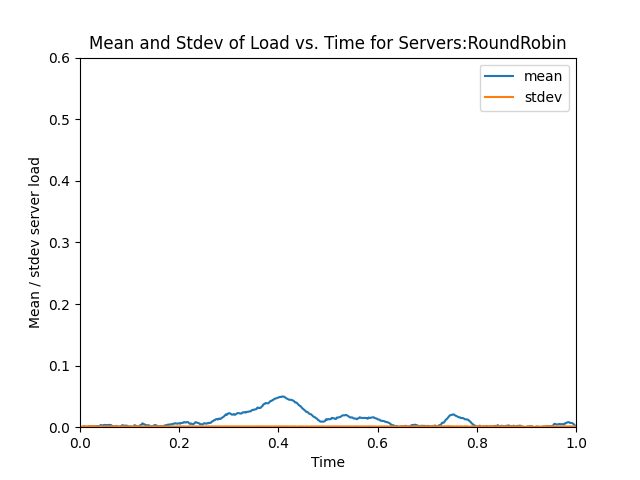 Mean and Stdev of Load vs. Time for Servers:RoundRobin
mean
stdev
Mean / stdev server load
0.6
0.5
0.4
0.3
0.2
0.1
0.0
0.0 0.2 0.4 0.6 0.8 1.0
Time